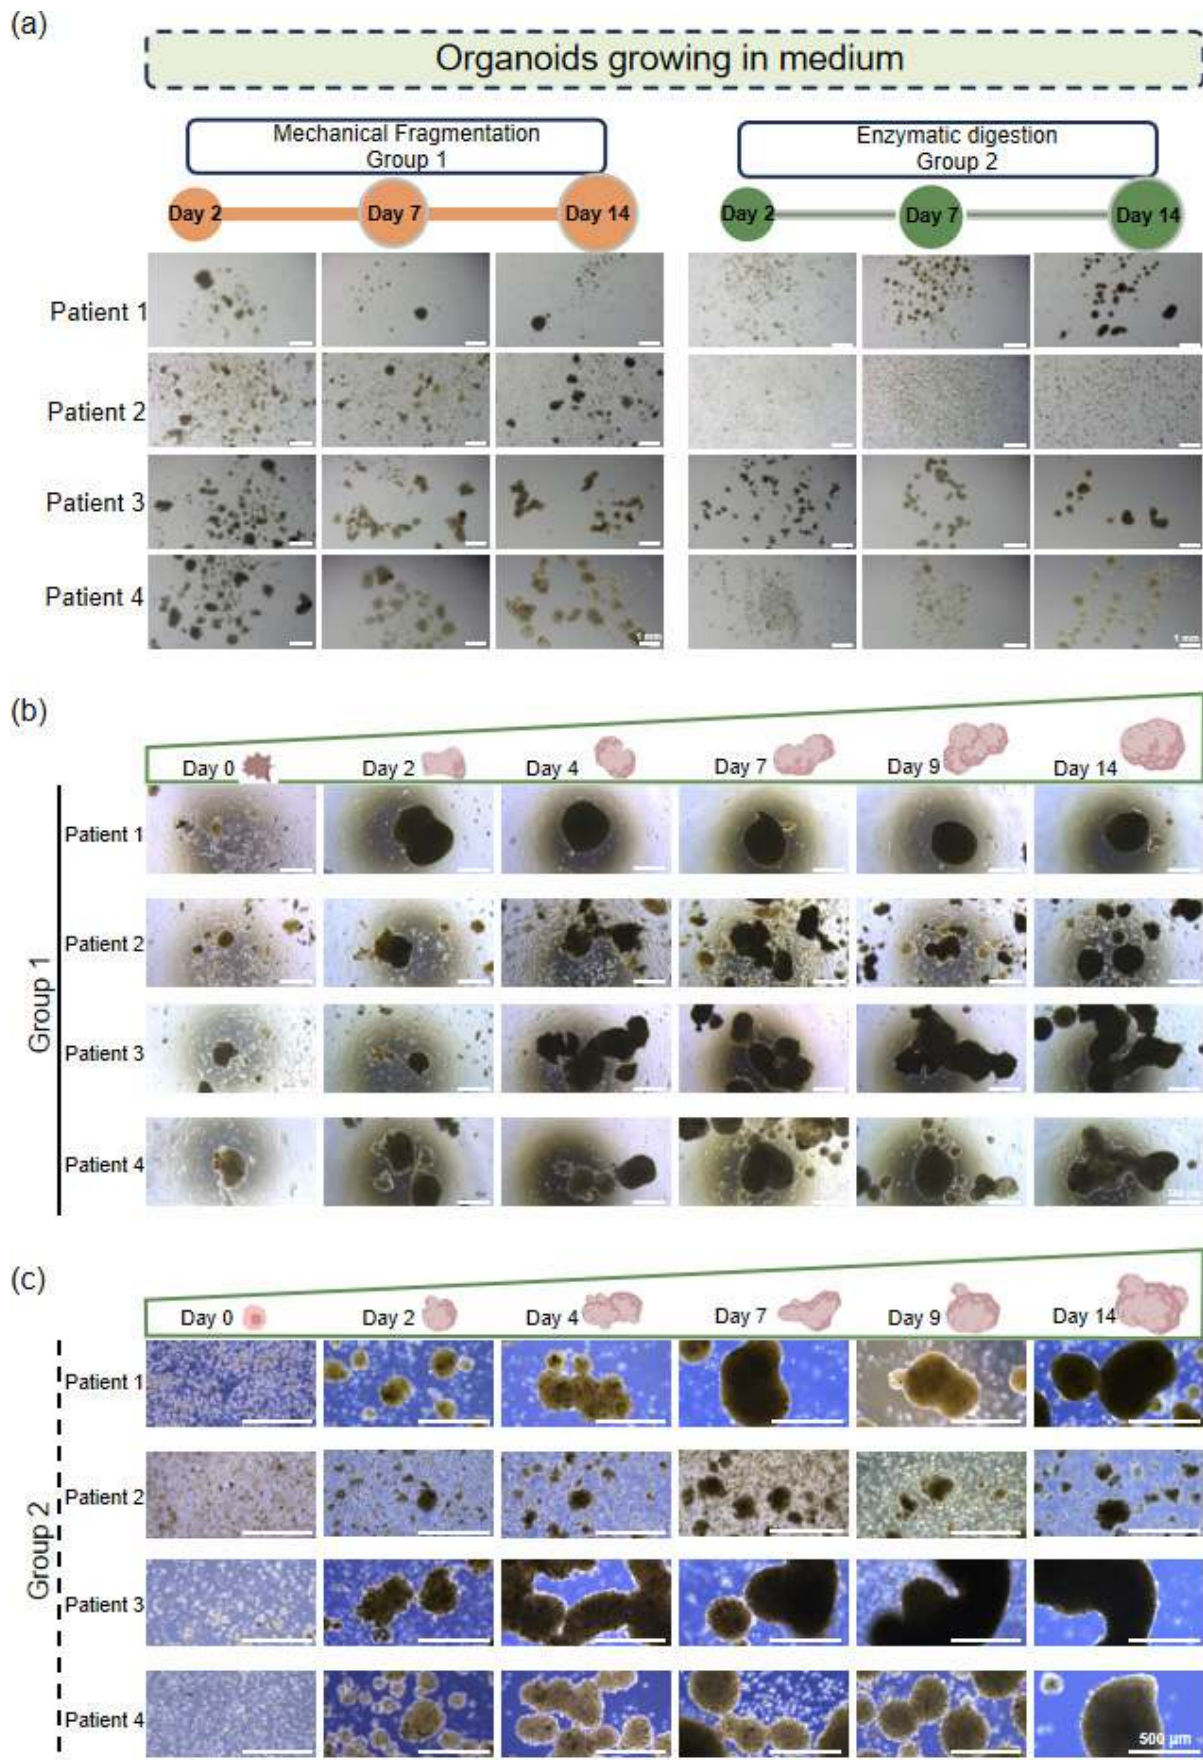 (a)
Organoids growing in medium
Mechanical Fragmentation
Group 1
Enzymatic digestion
Group 2
Day 2
Day 7
Day 14
Day 2
Day 7
Day 14
Patient 1
Patient 2
Patient 3
Patient 4
1 mm
1 mm
(b)
Day 0
Day 2
Day 4
Day 7
Day 9
Day 14
Group 1
Patient 1
Patient 2
Patient 3
Patient 4
(c)
Day 0
Day 2
Day 4
Day 7
Day 9
Day 14
Group 2
Patient 1
Patient 2
Patient 3
Patient 4
500 μm